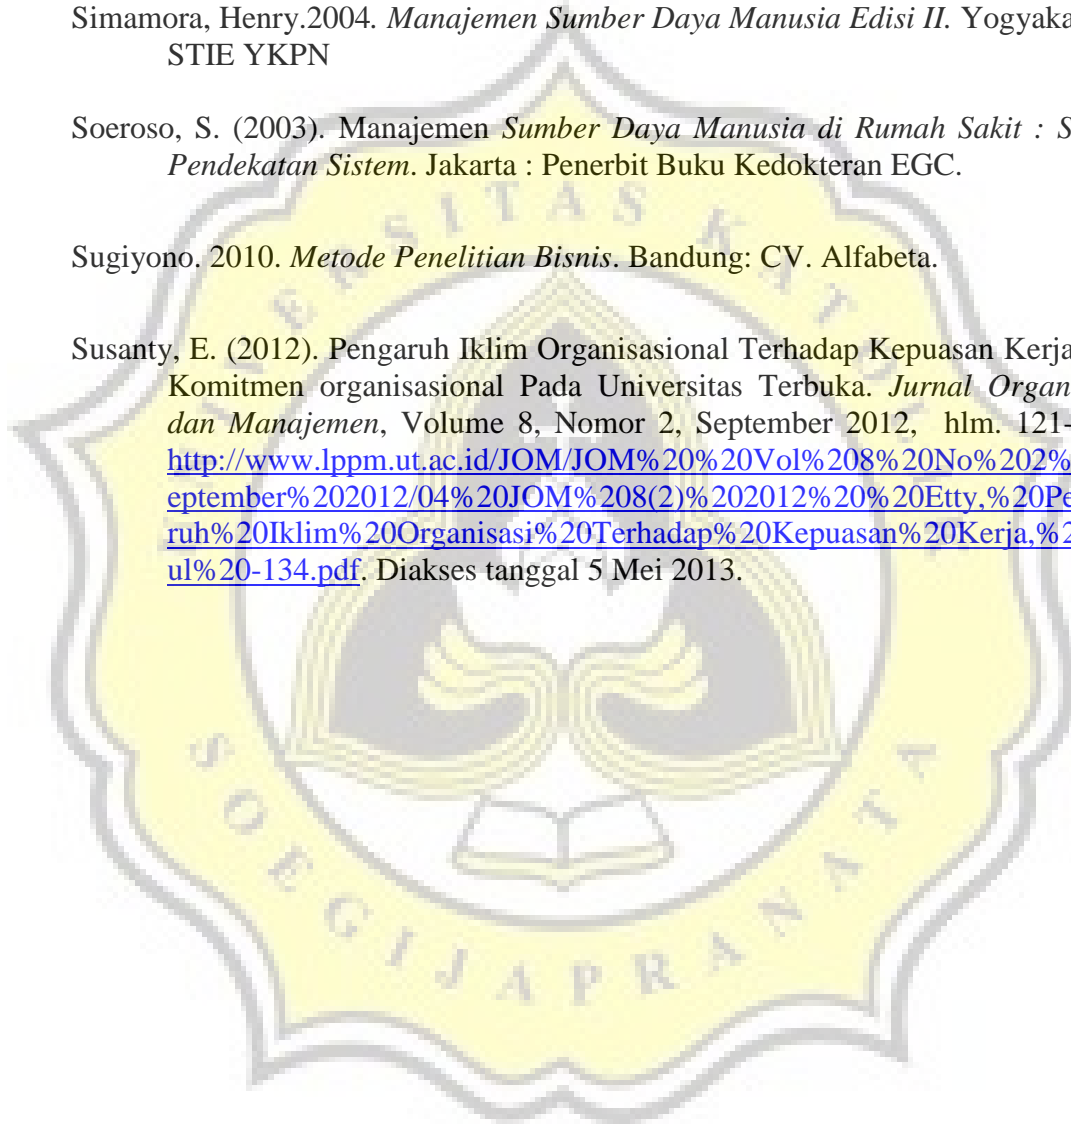 Simamora, Henry.2004. Manajemen Sumber Daya Manusia Edisi II. Yogyaka
STIE YKPN
Soeroso, S. (2003). Manajemen Sumber Daya Manusia di Rumah Sakit : S
Pendekatan Sistem. Jakarta : Penerbit Buku Kedokteran EGC.
Sugiyono. 2010. Metode Penelitian Bisnis. Bandung: CV. Alfabeta.
Susanty, E. (2012). Pengaruh Iklim Organisasional Terhadap Kepuasan Kerja
Komitmen organisasional Pada Universitas Terbuka. Jurnal Organ
dan Manajemen, Volume 8, Nomor 2, September 2012, hlm. 121-
http://www.lppm.ut.ac.id/JOM/JOM%20%20Vol%208%20No%202%
eptember%202012/04%20JOM%208(2)%202012%20%20Etty,%20Pe
ruh%20Iklim%20Organisasi%20Terhadap%20Kepuasan%20Kerja,%2
ul%20-134.pdf. Diakses tanggal 5 Mei 2013.
SOEGIJAPRANATA